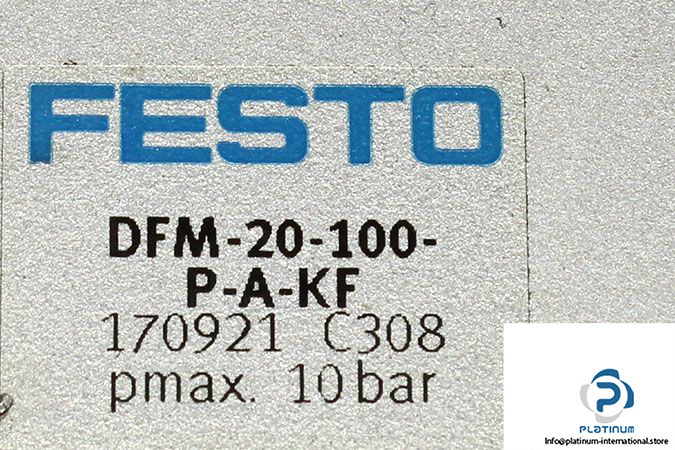 FESTO
DFM-20-100-
P-A-KF
170921 C308
pmax. 10 bar
PLATINUM
Info@platinum-international.store